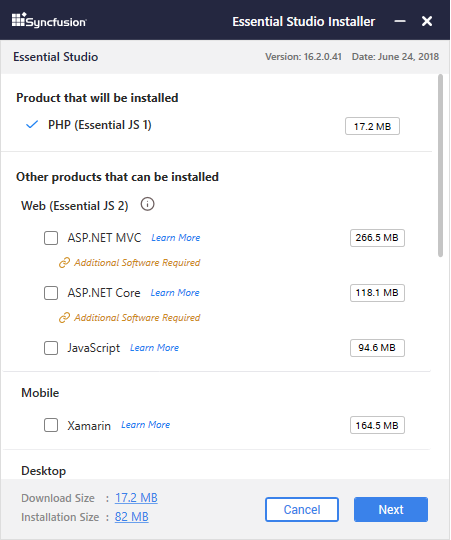 Syncfusion Essential Studio Installer
Essential Studio Version: 16.2.0.41 Date: June 24, 2018
Product that will be installed
PHP (Essential JS 1) 17.2 MB
Other products that can be installed
Web (Essential JS 2)
ASP.NET MVC Learn More 266.5 MB
Additional Software Required
ASP.NET Core Learn More 118.1 MB
Additional Software Required
JavaScript Learn More 94.6 MB
Mobile
Xamarin Learn More 164.5 MB
Desktop
Download Size : 17.2 MB
Installation Size : 82 MB
Cancel Next